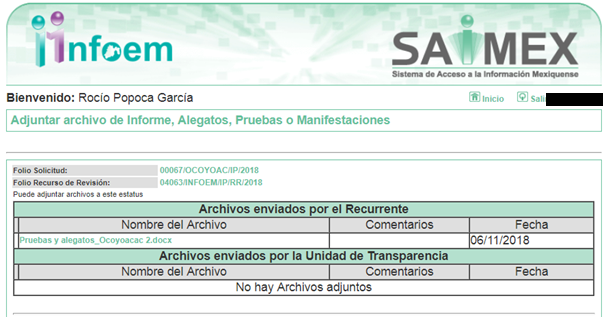 infoem
SAIMEX
Sistema de Acceso a la Información Mexiquense
Bienvenido: Rocío Popoca García
Inicio
Adjuntar archivo de Informe, Alegatos, Pruebas o Manifestaciones
Folio Solicitud: 00067/OCOYOAC/IP/2018
Folio Recurso de Revisión: 04063/INFOEM/IP/RR/2018
Puede adjuntar archivos a este estatus
Archivos enviados por el Recurrente
Nombre del Archivo Comentarios Fecha
Pruebas y alegatos_Ocoyoacac 2.docx 06/11/2018
Archivos enviados por la Unidad de Transparencia
Nombre del Archivo Comentarios Fecha
No hay Archivos adjuntos